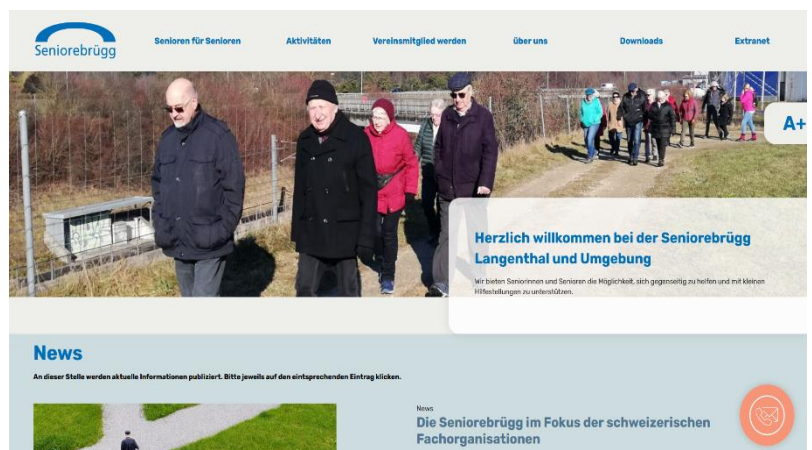 Seniorebrügg
Senioren für Senioren
Aktivitäten
Vereinsmitglied werden
über uns
Downloads
Extranet
A+
Herzlich willkommen bei der Seniorebrügg
Langenthal und Umgebung
Wir bieten Seniorinnen und Senioren die Möglichkeit, sich gegenseitig zu helfen und mit kleinen
Hilfestellungen zu unterstützen.
News
An dieser Stelle werden aktuelle Informationen publiziert. Bitte jeweils auf den eintsprechenden Eintrag klicken.
News
Die Seniorebrügg im Fokus der schweizerischen
Fachorganisationen